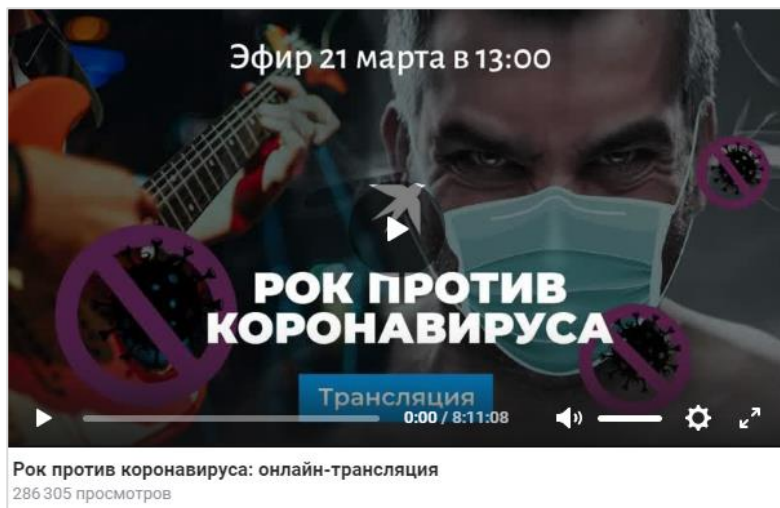 Эфир 21 марта в 13:00
РОК ПРОТИВ
КОРОНАВИРУСА
Трансляция
0:00 / 8:11:08
Рок против коронавируса: онлайн-трансляция
286 305 просмотров